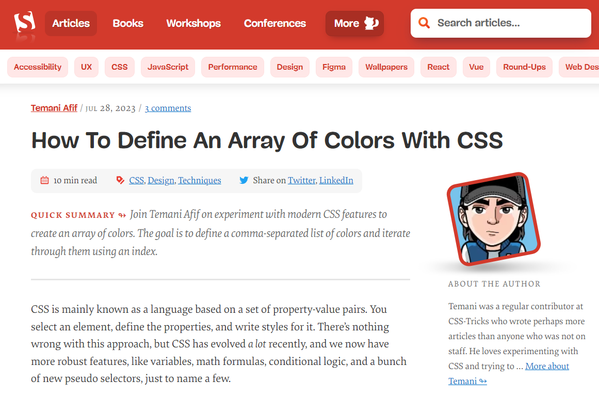 Articles Books Workshops Conferences More Search articles...
Accessibility UX CSS JavaScript Performance Design Figma Wallpapers React Vue Round-Ups Web Des
Temani Afif / JUL 28, 2023 / 3 comments
How To Define An Array Of Colors With CSS
10 min read CSS, Design, Techniques Share on Twitter, LinkedIn
QUICK SUMMARY ↬ Join Temani Afif on experiment with modern CSS features to
create an array of colors. The goal is to define a comma-separated list of colors and iterate
through them using an index.
CSS is mainly known as a language based on a set of property-value pairs. You
select an element, define the properties, and write styles for it. There’s nothing
wrong with this approach, but CSS has evolved a lot recently, and we now have
more robust features, like variables, math formulas, conditional logic, and a bunch
of new pseudo selectors, just to name a few.
ABOUT THE AUTHOR
Temani was a regular contributor at
CSS-Tricks who wrote perhaps more
articles than anyone who was not on
staff. He loves experimenting with
CSS and trying to ... More about
Temani ↬